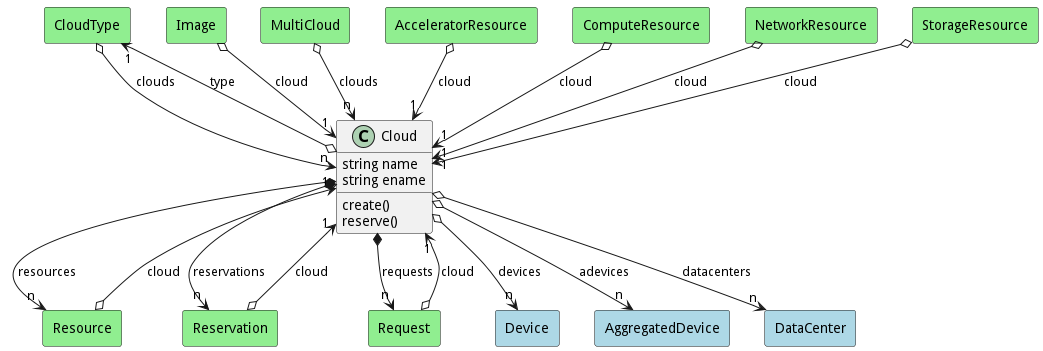 CloudType
Image
MultiCloud
AcceleratorResource
ComputeResource
NetworkResource
StorageResource
1
clouds
type
cloud
clouds
cloud
cloud
cloud
cloud
n
1
1
1
1
1
n
C Cloud
string name
string ename
create()
reserve()
1
1
1
resources
cloud
reservations
cloud
requests
cloud
devices
adevices
datacenters
n
n
n
n
n
n
Resource
Reservation
Request
Device
AggregatedDevice
DataCenter